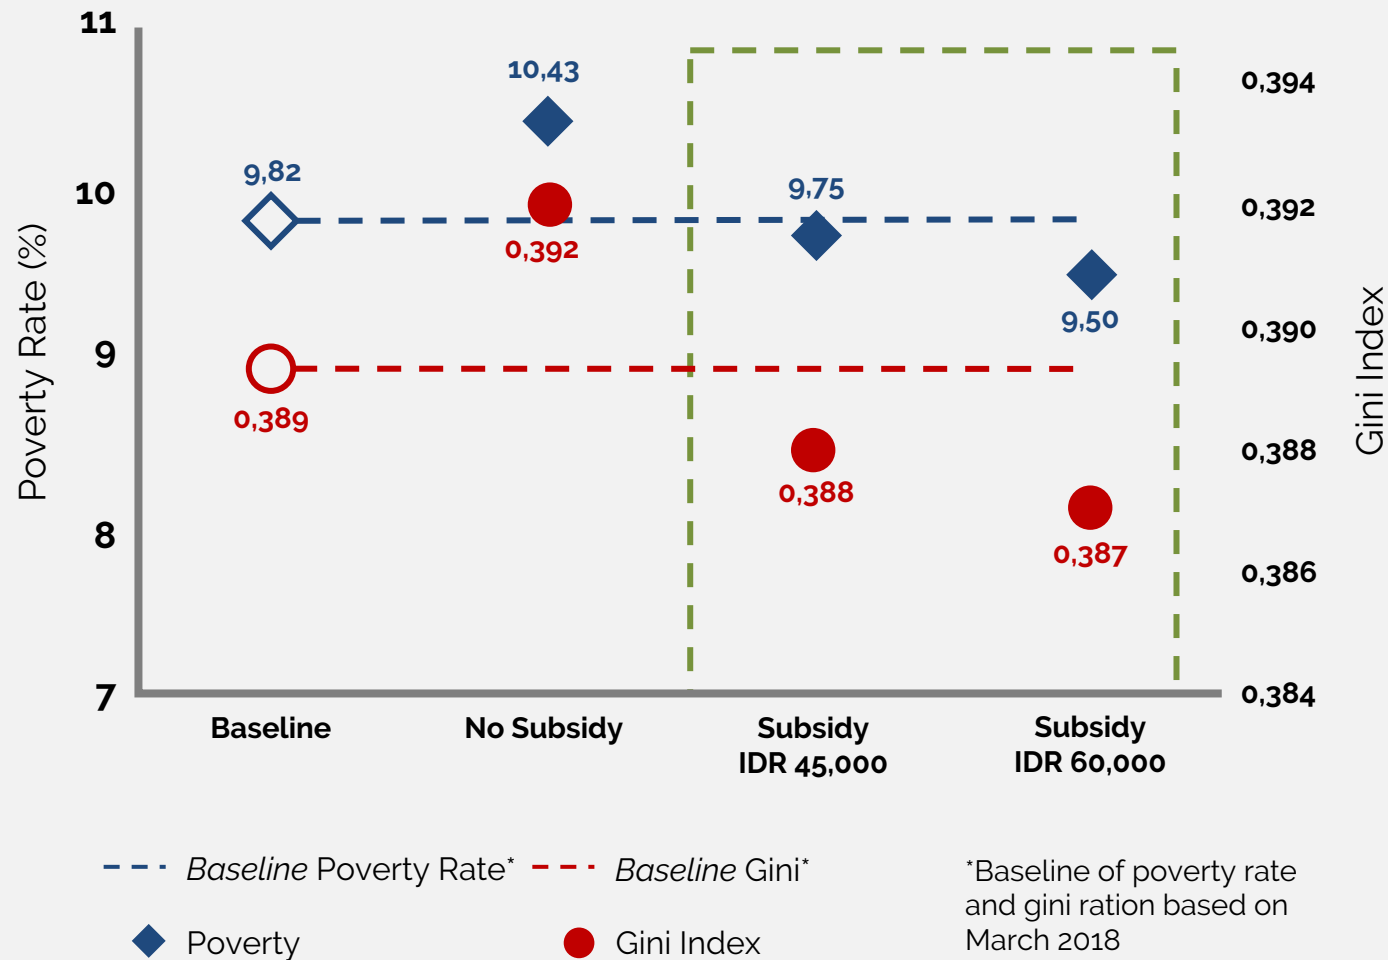 11
10
9
8
7
Poverty Rate (%)
0,394
0,392
0,390
0,388
0,386
0,384
Gini Index
9,82
10,43
9,75
9,50
0,389
0,392
0,388
0,387
Baseline
No Subsidy
Subsidy
IDR 45,000
Subsidy
IDR 60,000
Baseline Poverty Rate*
Baseline Gini*
Poverty
Gini Index
*Baseline of poverty rate
and gini ration based on
March 2018